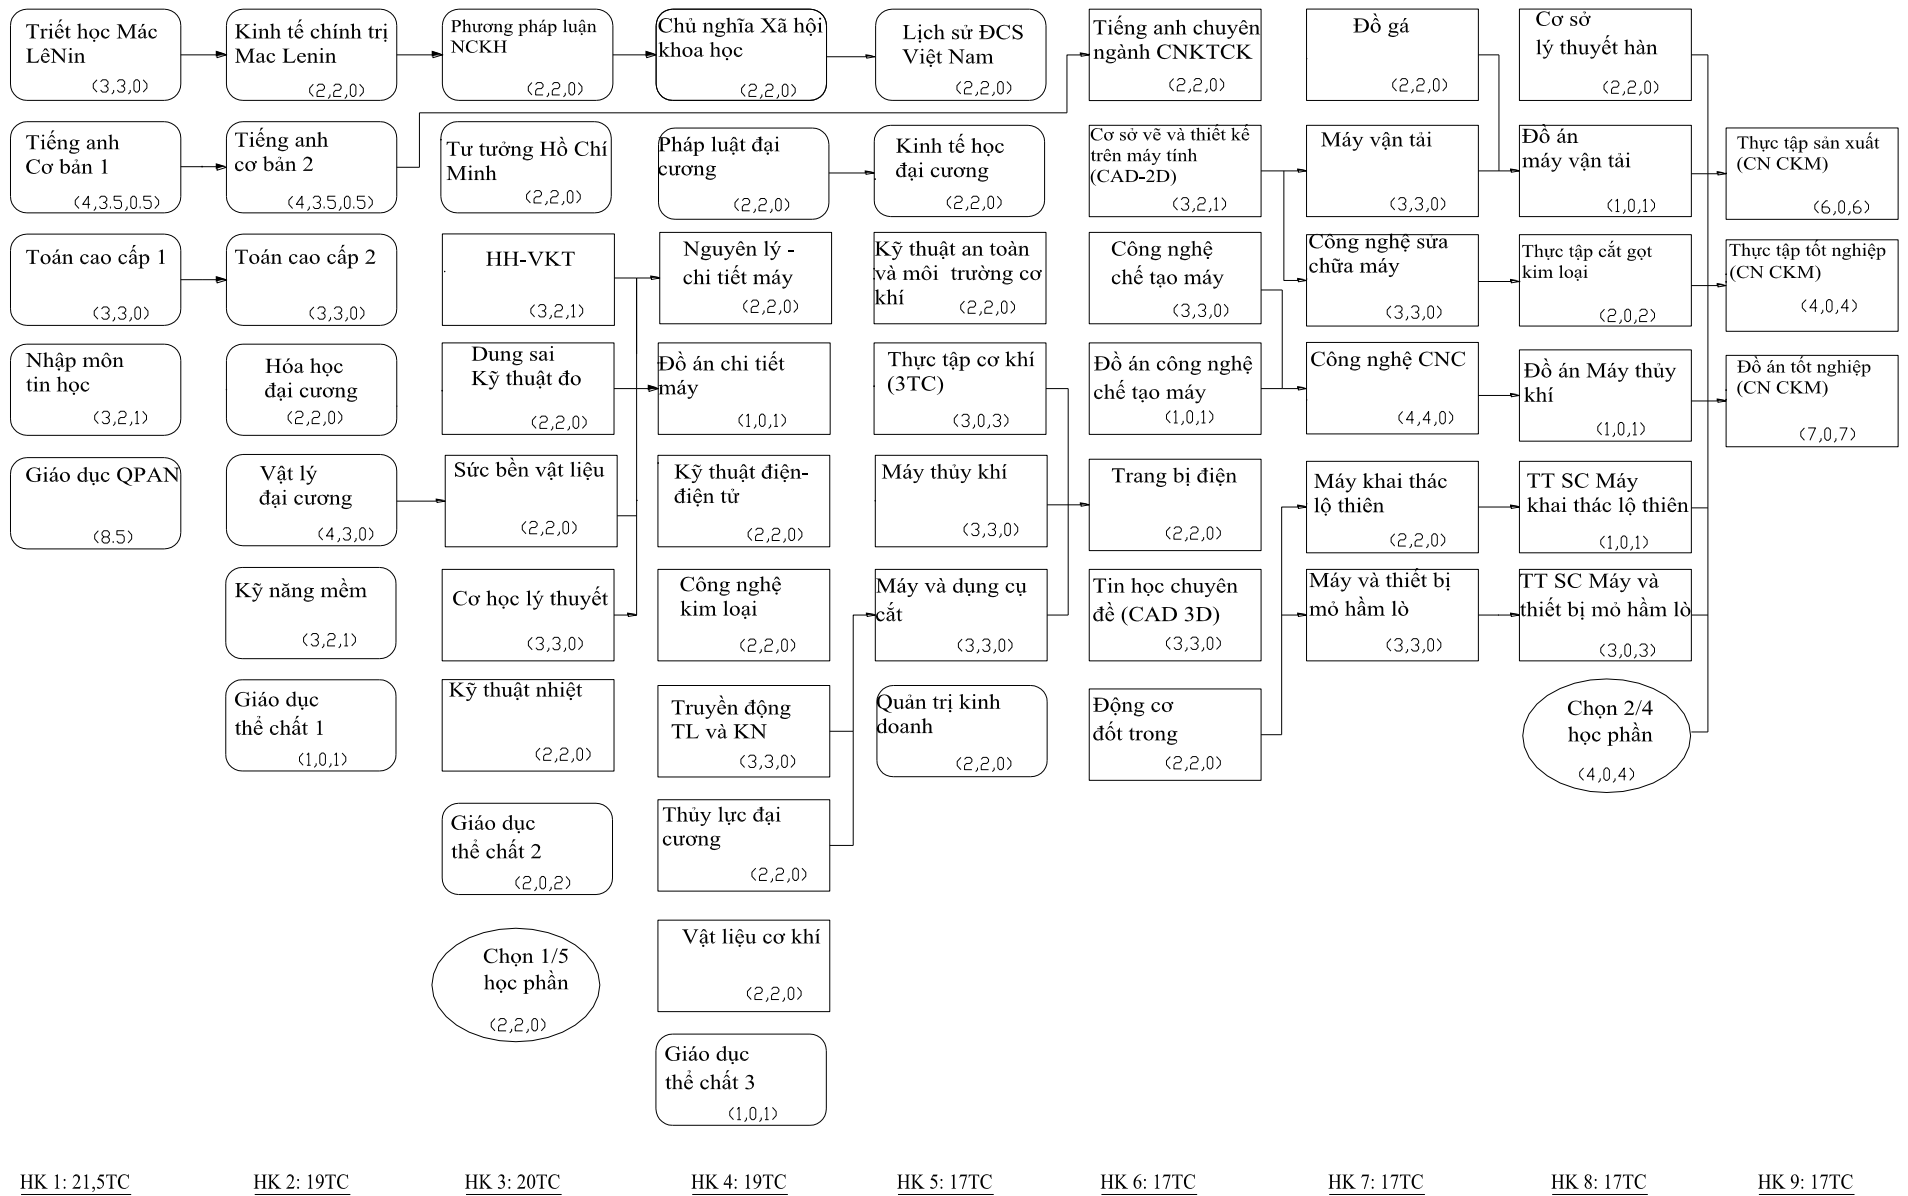 Triết học Mác
LêNin
(3,3,0)
Tiếng anh
Cơ bản 1
(4,3.5,0.5)
Toán cao cấp 1
(3,3,0)
Nhập môn
tin học
(3,2,1)
Giáo dục QPAN
(8.5)
HK 1: 21,5TC
Kinh tế chính trị
Mac Lenin
(2,2,0)
Tiếng anh
cơ bản 2
(4,3.5,0.5)
Toán cao cấp 2
(3,3,0)
Hóa học
đại cương
(2,2,0)
Vật lý
đại cương
(4,3,0)
Kỹ năng mềm
(3,2,1)
Giáo dục
thể chất 1
(1,0,1)
HK 2: 19TC
Phương pháp luận
NCKH
(2,2,0)
Tư tưởng Hồ Chí
Minh
(2,2,0)
HH-VKT
(3,2,1)
Dung sai
Kỹ thuật đo
(2,2,0)
Sức bền vật liệu
(2,2,0)
Cơ học lý thuyết
(3,3,0)
Kỹ thuật nhiệt
(2,2,0)
Giáo dục
thể chất 2
(2,0,2)
Chọn 1/5
học phần
(2,2,0)
HK 3: 20TC
Chủ nghĩa Xã hội
khoa học
(2,2,0)
Pháp luật đại
cương
(2,2,0)
Nguyên lý -
chi tiết máy
(2,2,0)
Đồ án chi tiết
máy
(1,0,1)
Kỹ thuật điện-
điện tử
(2,2,0)
Công nghệ
kim loại
(2,2,0)
Truyền động
TL và KN
(3,3,0)
Thủy lực đại
cương
(2,2,0)
Vật liệu cơ khí
(2,2,0)
Giáo dục
thể chất 3
(1,0,1)
HK 4: 19TC
Lịch sử ĐCS
Việt Nam
(2,2,0)
Kinh tế học
đại cương
(2,2,0)
Kỹ thuật an toàn
và môi trường cơ
khí
(2,2,0)
Thực tập cơ khí
(3TC)
(3,0,3)
Máy thủy khí
(3,3,0)
Máy và dụng cụ
cắt
(3,3,0)
Quản trị kinh
doanh
(2,2,0)
HK 5: 17TC
Tiếng anh chuyên
ngành CNKTCK
(2,2,0)
Cơ sở vẽ và thiết kế
trên máy tính
(CAD-2D)
(3,2,1)
Công nghệ
chế tạo máy
(3,3,0)
Đồ án công nghệ
chế tạo máy
(1,0,1)
Trang bị điện
(2,2,0)
Tin học chuyên
đề (CAD 3D)
(3,3,0)
Động cơ
đốt trong
(2,2,0)
HK 6: 17TC
Đồ gá
(2,2,0)
Máy vận tải
(3,3,0)
Công nghệ sửa
chữa máy
(3,3,0)
Công nghệ CNC
(4,4,0)
Máy khai thác
lộ thiên
(2,2,0)
Máy và thiết bị
mỏ hầm lò
(3,3,0)
HK 7: 17TC
Cơ sở
lý thuyết hàn
(2,2,0)
Đồ án
máy vận tải
(1,0,1)
Thực tập cắt gọt
kim loại
(2,0,2)
Đồ án Máy thủy
khí
(1,0,1)
TT SC Máy
khai thác lộ thiên
(1,0,1)
TT SC Máy và
thiết bị mỏ hầm lò
(3,0,3)
Chọn 2/4
học phần
(4,0,4)
HK 8: 17TC
Thực tập sản xuất
(CN CKM)
(6,0,6)
Thực tập tốt nghiệp
(CN CKM)
(4,0,4)
Đồ án tốt nghiệp
(CN CKM)
(7,0,7)
HK 9: 17TC